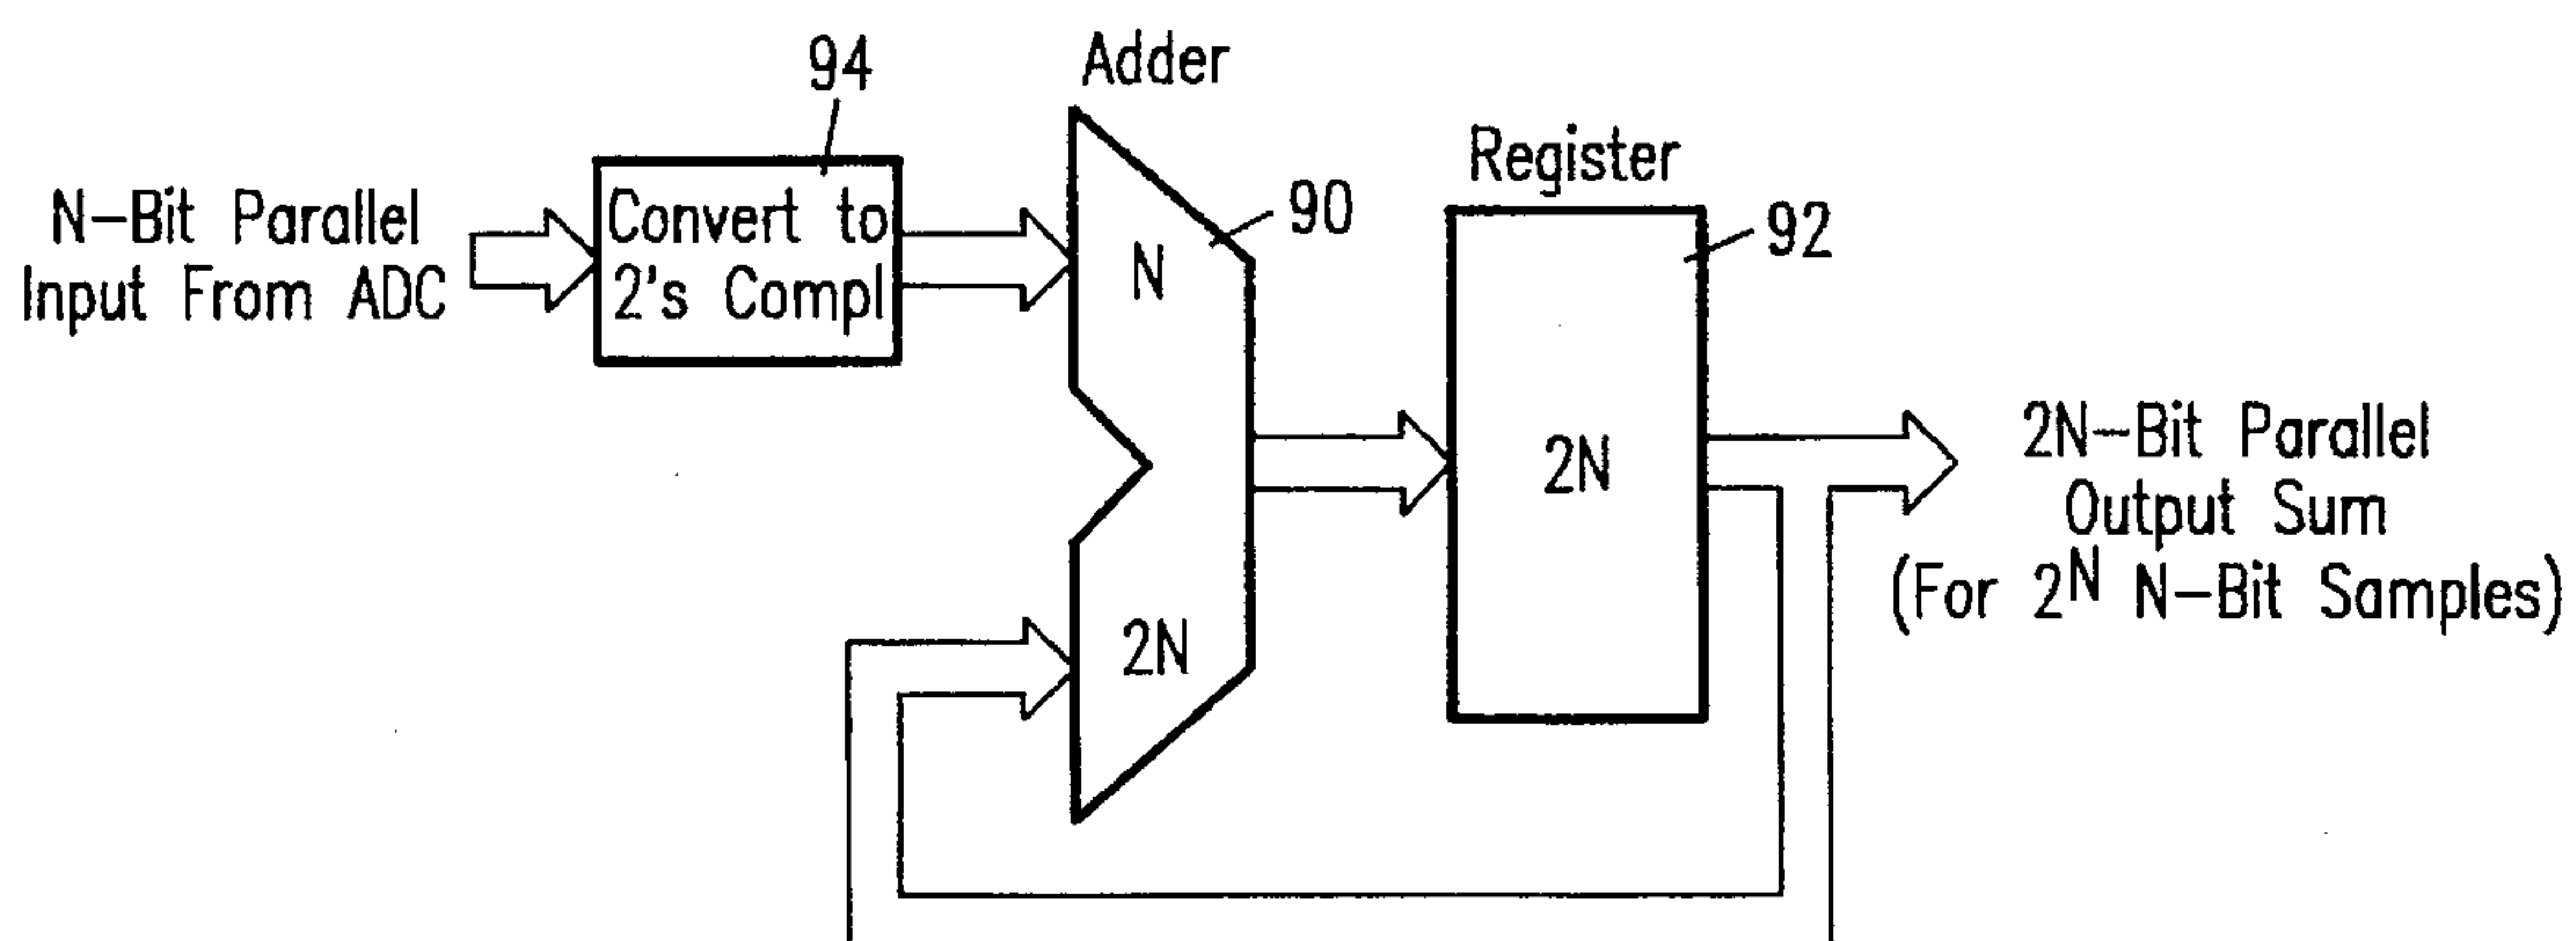 94
Adder
N-Bit Parallel
Input From ADC
Convert to
2's Compl
N
90
2N
Register
92
2N
2N-Bit Parallel
Output Sum
(For 2^N N-Bit Samples)